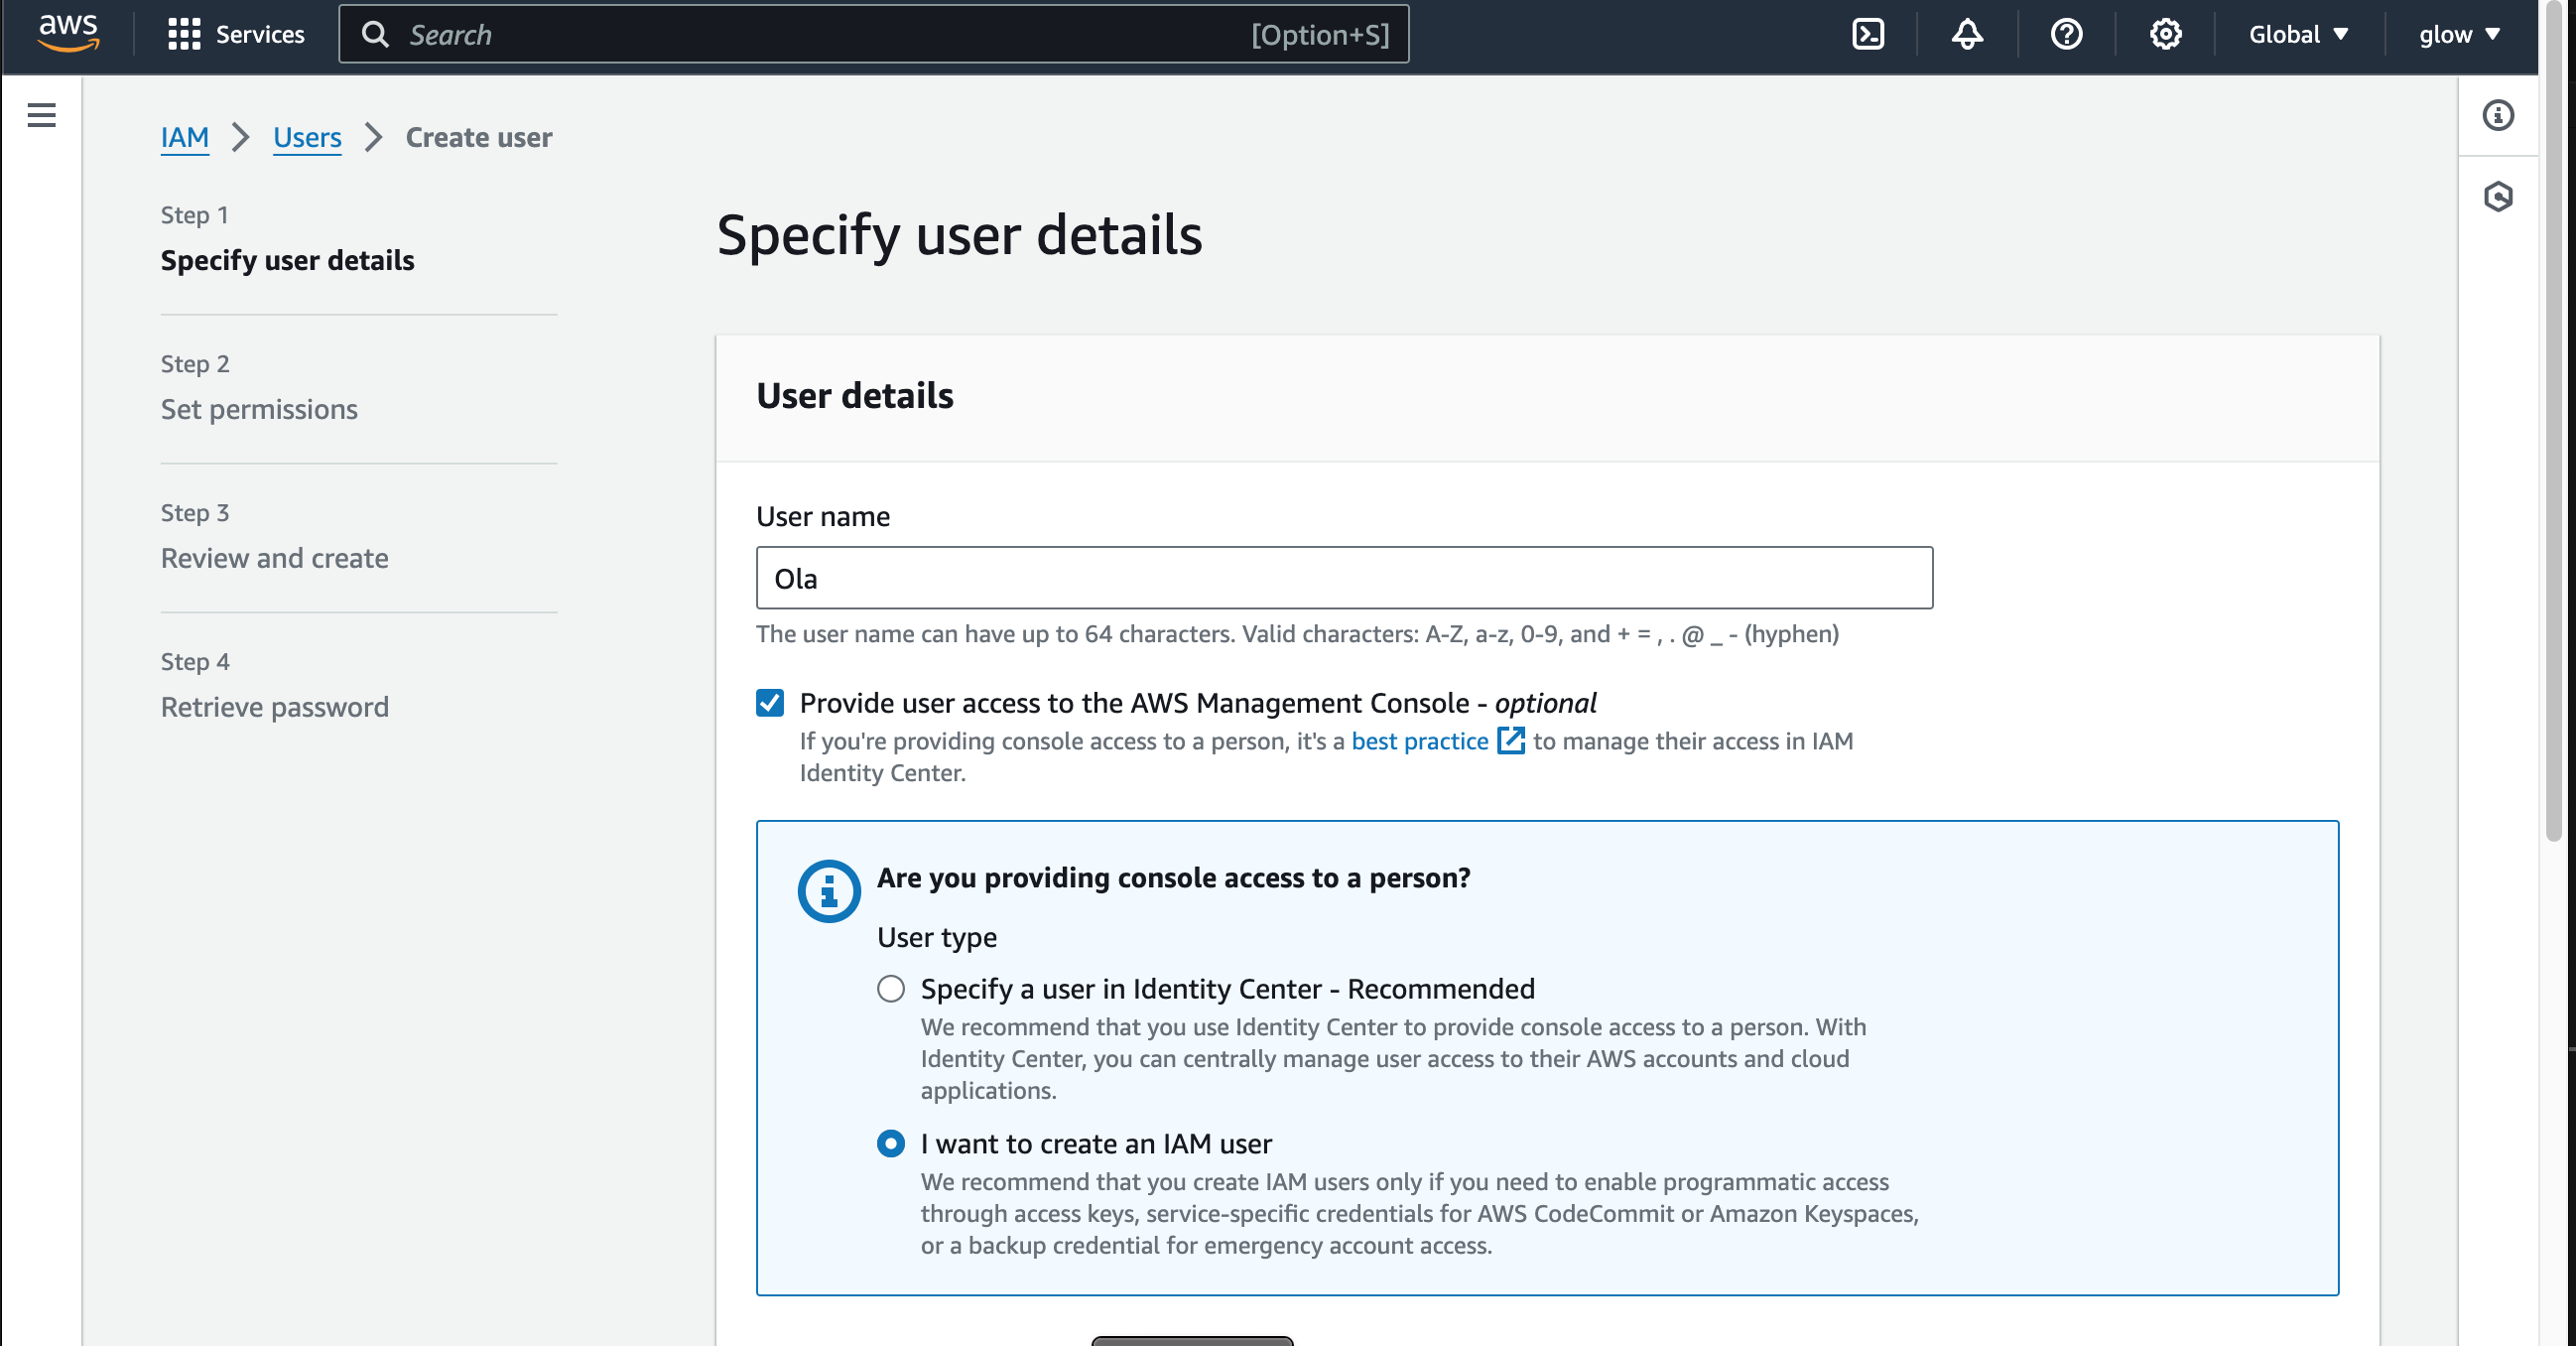 aws
Services
Search
[Option+S]
Global
glow
IAM
Users
Create user
Step 1
Specify user details
Step 2
Set permissions
Step 3
Review and create
Step 4
Retrieve password
Specify user details
User details
User name
Ola
The user name can have up to 64 characters. Valid characters: A-Z, a-z, 0-9, and + = , . @ _ - (hyphen)
Provide user access to the AWS Management Console - optional
If you're providing console access to a person, it's a best practice to manage their access in IAM
Identity Center.
Are you providing console access to a person?
User type
Specify a user in Identity Center - Recommended
We recommend that you use Identity Center to provide console access to a person. With
Identity Center, you can centrally manage user access to their AWS accounts and cloud
applications.
I want to create an IAM user
We recommend that you create IAM users only if you need to enable programmatic access
through access keys, service-specific credentials for AWS CodeCommit or Amazon Keyspaces,
or a backup credential for emergency account access.